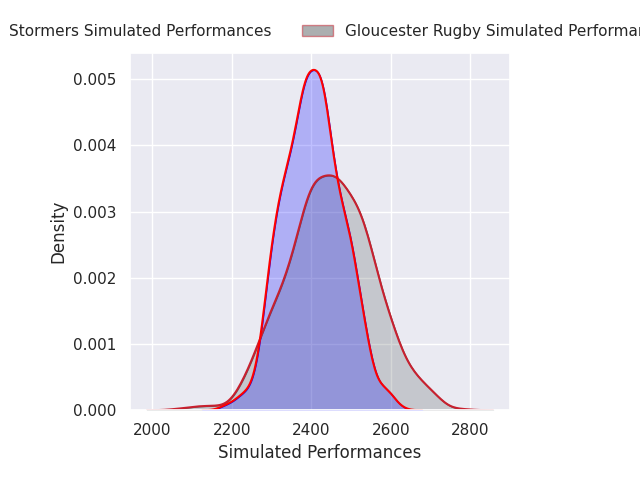 Stormers Simulated Performances
Gloucester Rugby Simulated
0.005
0.004
0.003
0.002
0.001
0.000
Density
2000 2200 2400 2600 2800
Simulated Performances